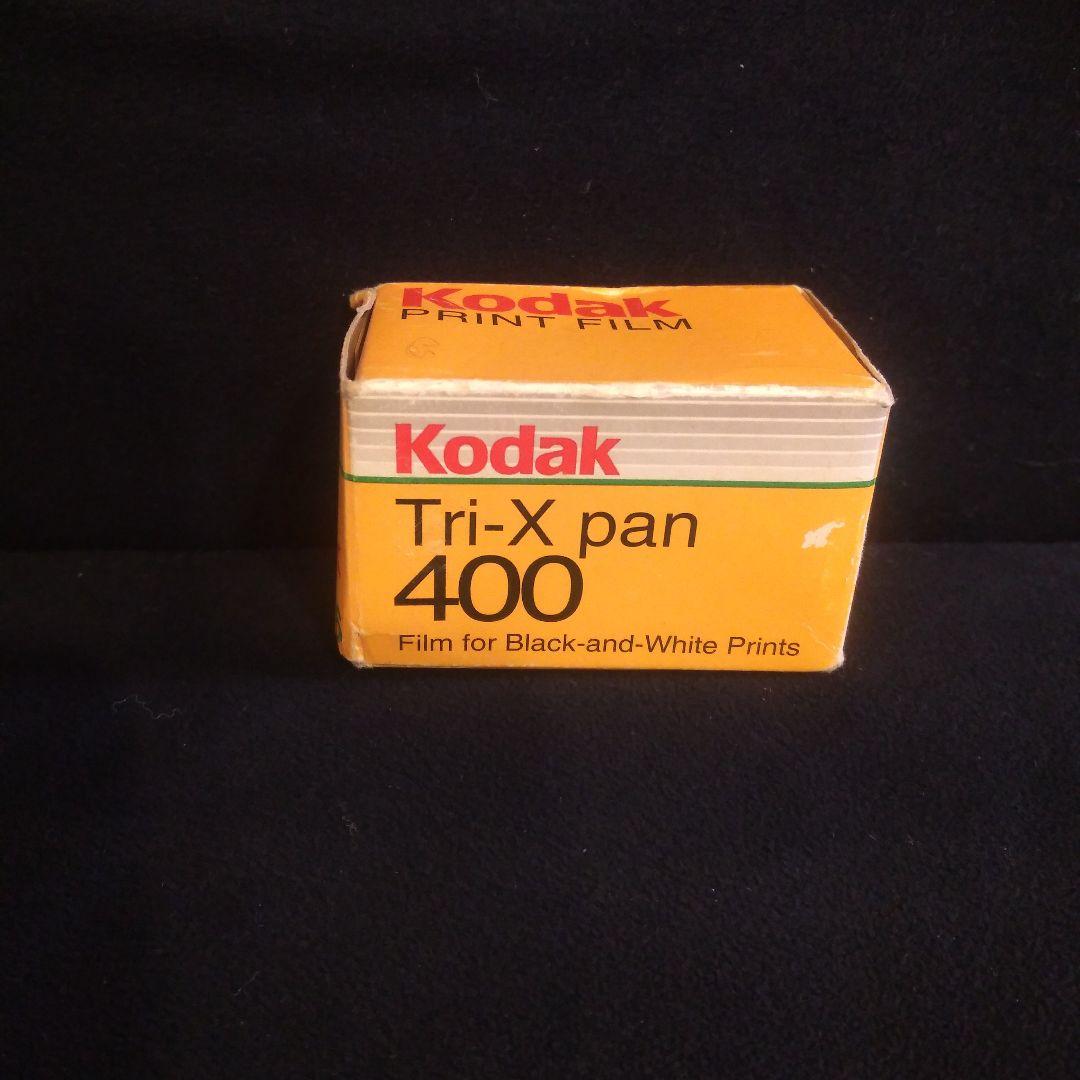 Kodak
PRINT FILM
Kodak
Tri-X pan
400
Film for Black-and-White Prints